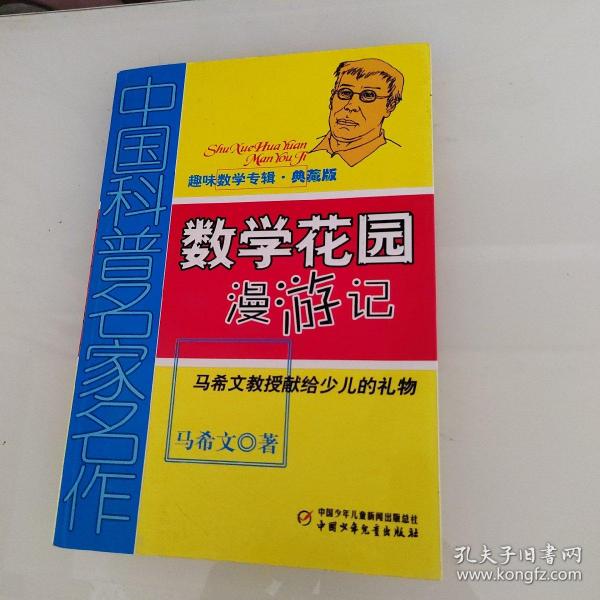 中国科普名家名作
Shu Xue Hua Yuan
Man You Ji
趣味数学专辑·典藏版
数学花园
漫游记
马希文教授献给少儿的礼物
马希文◎著
中国少年儿童新闻出版总社
中国少年儿童出版社
孔夫子旧书网
www.kongfz.com